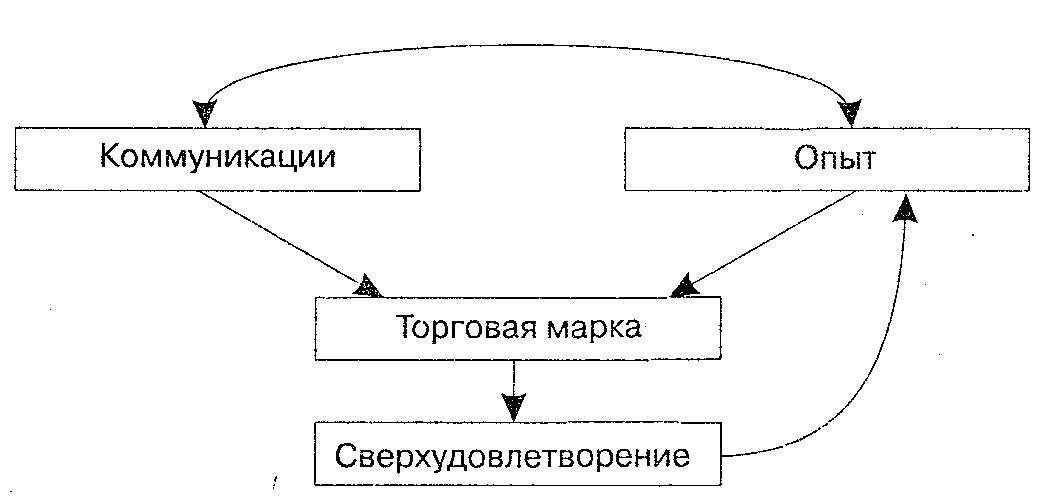 Коммуникации
Опыт
Торговая марка
Сверхудовлетворение